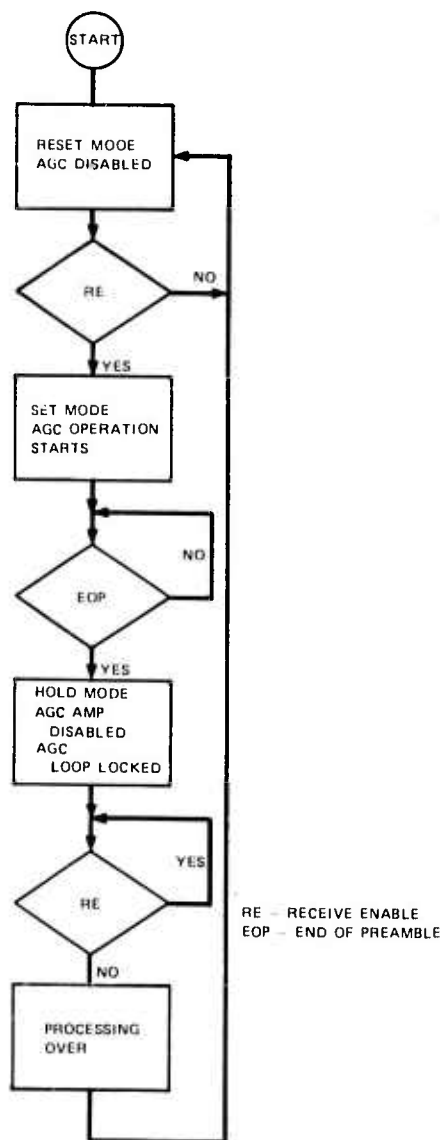 START
RESET MOOE
AGC DISABLED
RE
NO
YES
SET MODE
AGC OPERATION
STARTS
NO
EOP
YES
HOLD MODE
AGC AMP
DISABLED
AGC
LOOP LOCKED
YES
RE
NO
RE – RECEIVE ENABLE
EOP – END OF PREAMBLE
PROCESSING
OVER